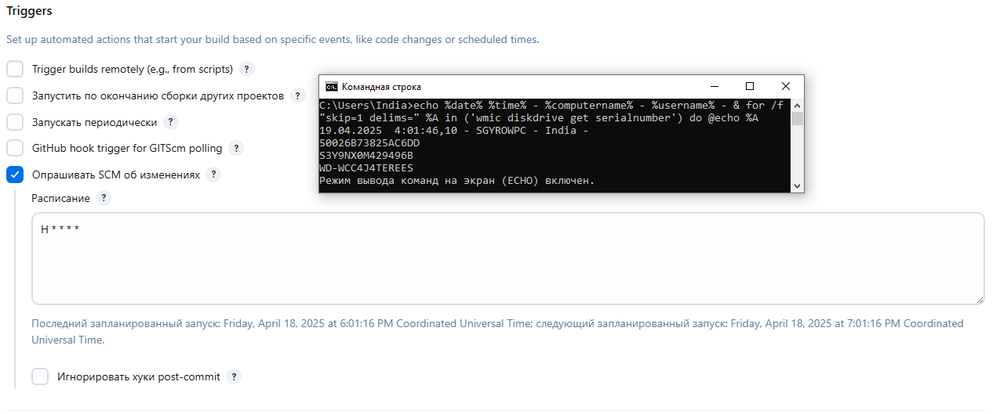 Triggers
Set up automated actions that start your build based on specific events, like code changes or scheduled times.
Trigger builds remotely (e.g., from scripts) ?
Запустить по окончанию сборки других проектов ?
Запускать периодически ?
GitHub hook trigger for GITScm polling ?
Опрашивать SCM об изменениях ?
Командная строка
C:\Users\India>echo %date% %time% - %computername% - %username% - & for /f
"skip=1 delims=" %A in ('wmic diskdrive get serialnumber') do @echo %A
19.04.2025  4:01:46,10 - SGYROWPC - India -
50026B73825AC6DD
S3Y9NX0M429496B
WD-WCC4J4TEREES
Режим вывода команд на экран (ECHO) включен.
Расписание ?
H * * * *
Последний запланированный запуск: Friday, April 18, 2025 at 6:01:16 PM Coordinated Universal Time; следующий запланированный запуск: Friday, April 18, 2025 at 7:01:16 PM Coordinated
Universal Time.
Игнорировать хуки post-commit ?